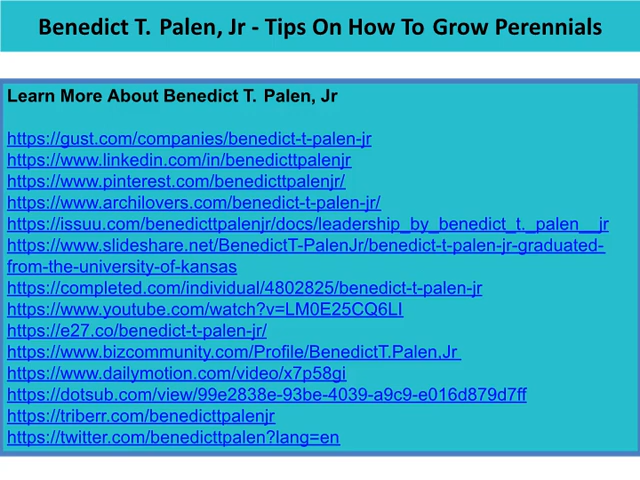 Benedict T. Palen, Jr - Tips On How To Grow Perennials
Learn More About Benedict T. Palen, Jr
https://gust.com/companies/benedict-t-palen-jr
https://www.linkedin.com/in/benedicttpalenjr
https://www.pinterest.com/benedicttpalenjr/
https://www.archilovers.com/benedict-t-palen-jr/
https://issuu.com/benedicttpalenjr/docs/leadership_by_benedict_t._palen__jr
https://www.slideshare.net/BenedictT-PalenJr/benedict-t-palen-jr-graduated-
from-the-university-of-kansas
https://completed.com/individual/4802825/benedict-t-palen-jr
https://www.youtube.com/watch?v=LM0E25CQ6LI
https://e27.co/benedict-t-palen-jr/
https://www.bizcommunity.com/Profile/BenedictT.Palen,Jr
https://www.dailymotion.com/video/x7p58gi
https://dotsub.com/view/99e2838e-93be-4039-a9c9-e016d879d7ff
https://triberr.com/benedicttpalenjr
https://twitter.com/benedicttpalen?lang=en